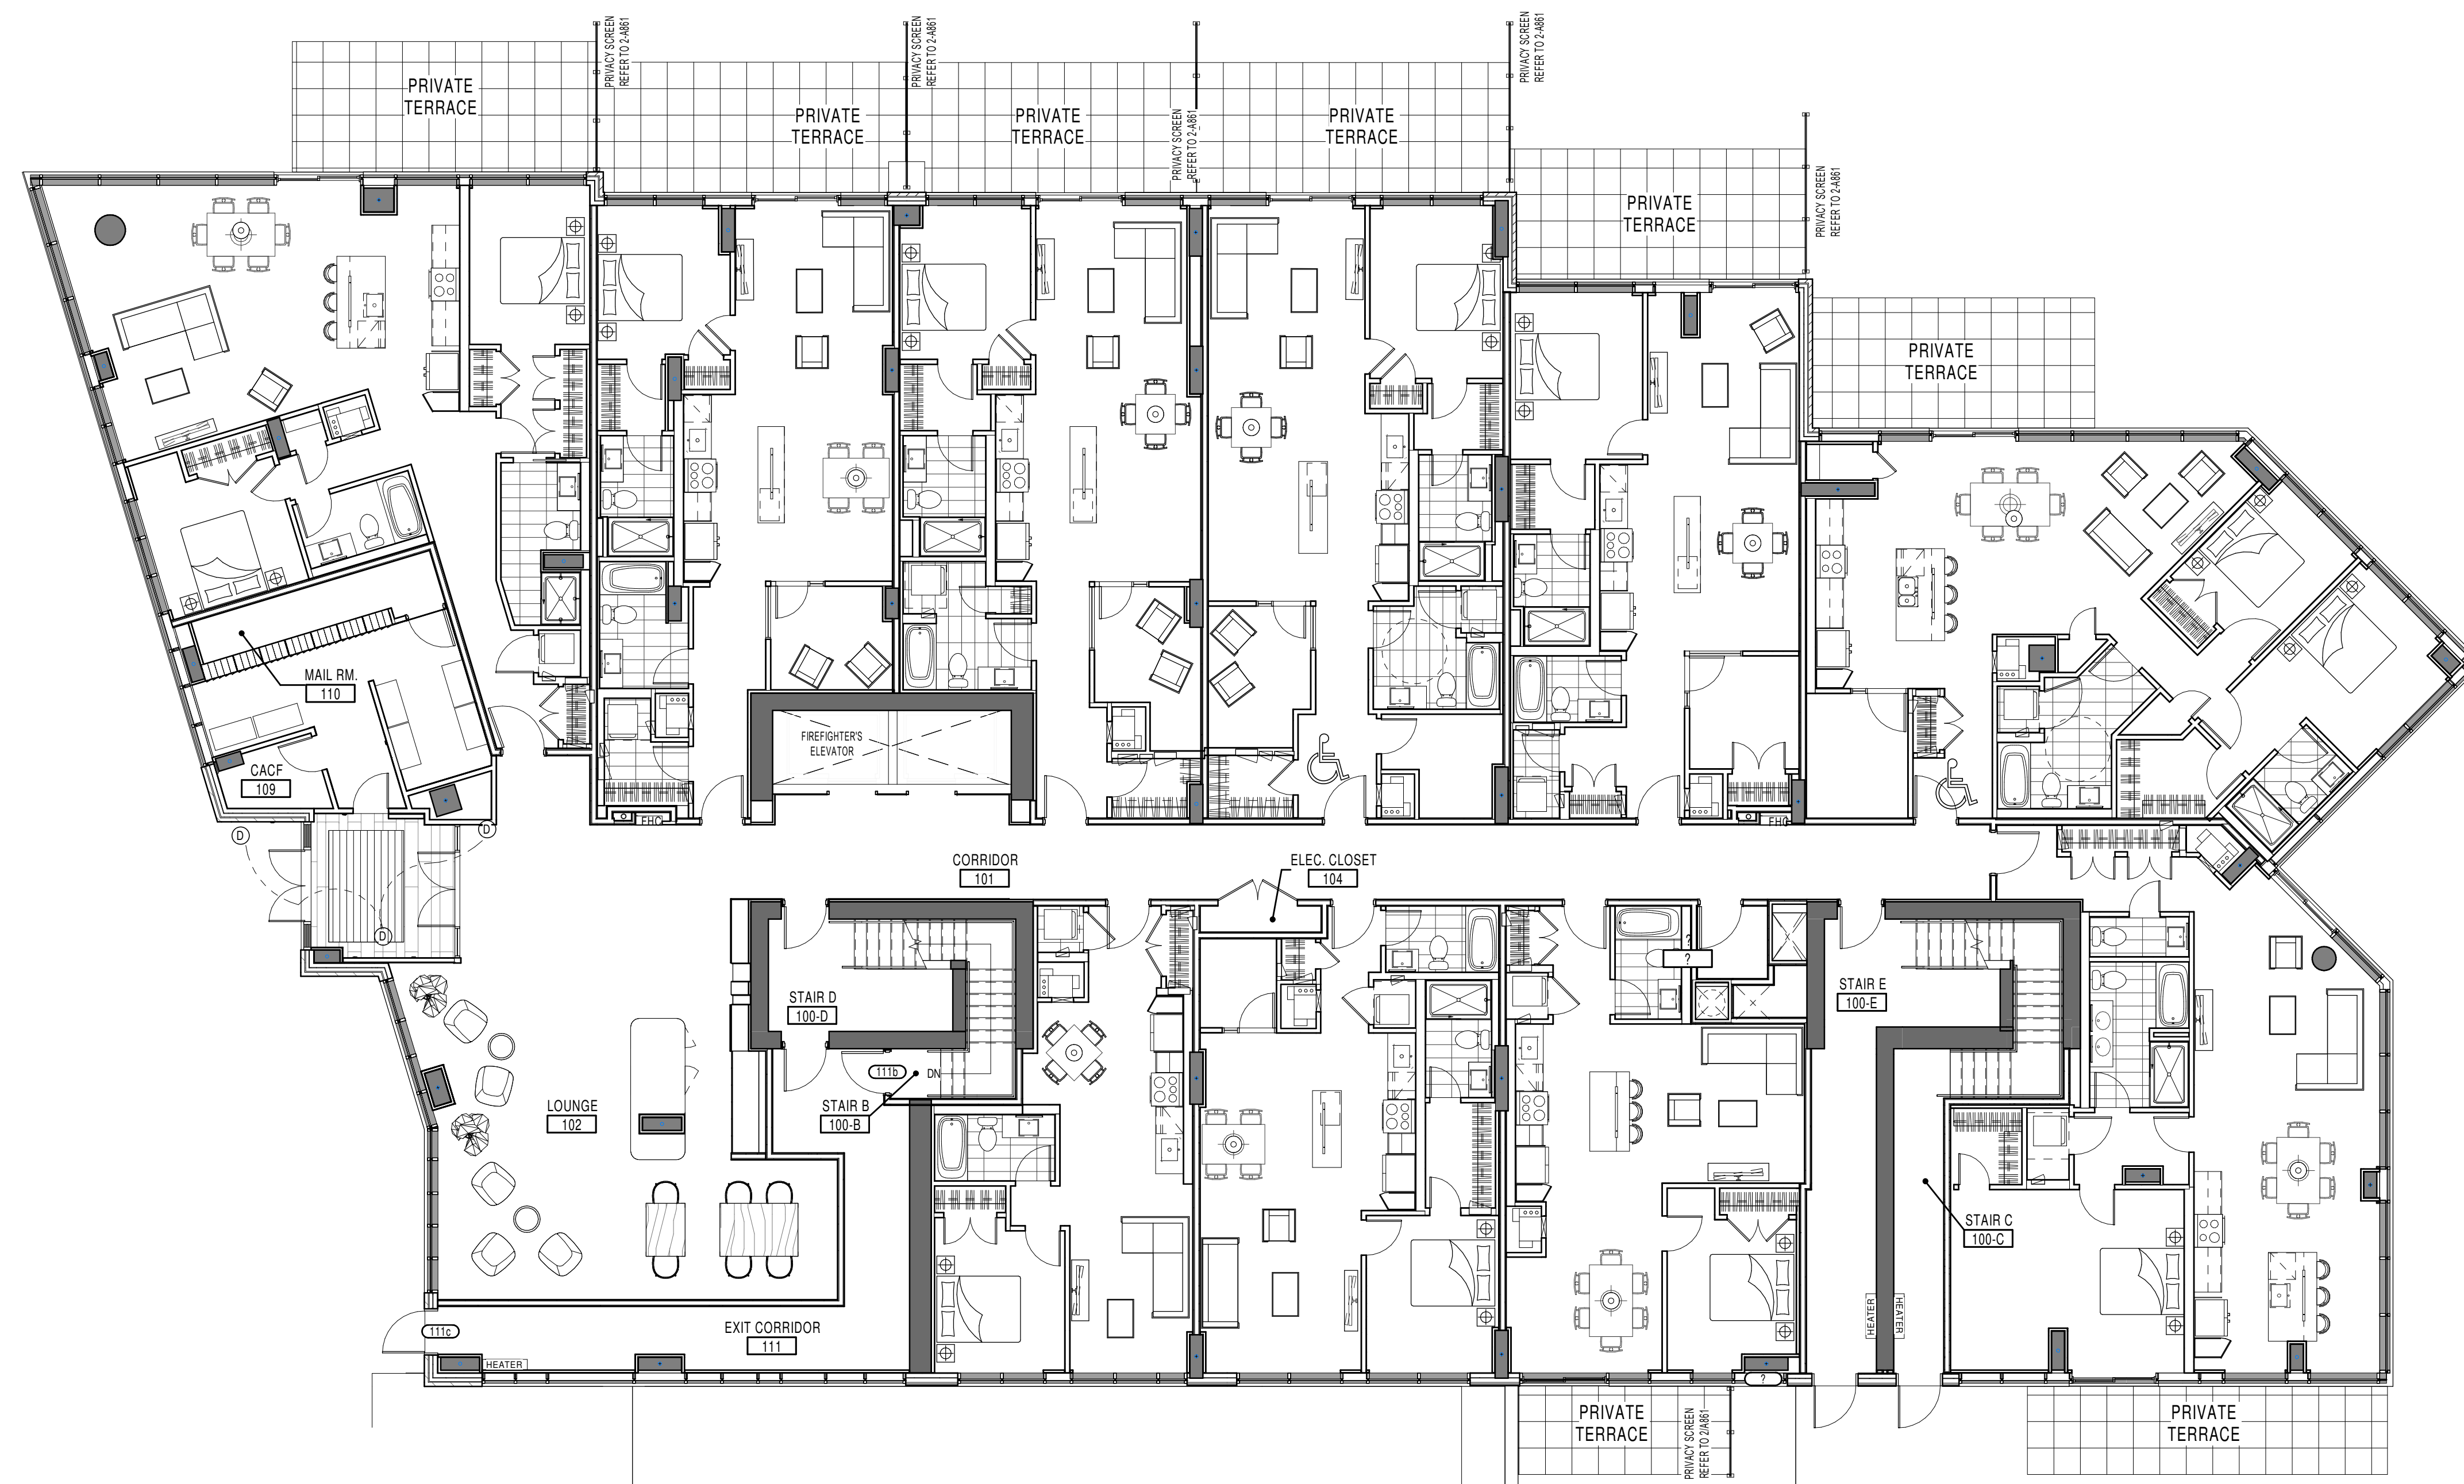 PRIVACY SCREEN
REFER TO 2-A861
PRIVACY SCREEN
REFER TO 2-A861
PRIVACY SCREEN
REFER TO 2-A861
PRIVATE
TERRACE
PRIVATE
TERRACE
PRIVATE
TERRACE
PRIVACY SCREEN
REFER TO 2-A861
PRIVATE
TERRACE
PRIVATE
TERRACE
PRIVACY SCREEN
REFER TO 2-A861
PRIVATE
TERRACE
MAIL RM.
110
FIREFIGHTER'S
ELEVATOR
CACF
109
FHC
FHC
D
D
D
CORRIDOR
101
ELEC. CLOSET
104
?
?
STAIR D
100-D
STAIR E
100-E
111b
DN
LOUNGE
102
STAIR B
100-B
STAIR C
100-C
HEATER
HEATER
111c
EXIT CORRIDOR
111
HEATER
?
PRIVATE
TERRACE
PRIVACY SCREEN
REFER TO 2/A861
PRIVATE
TERRACE